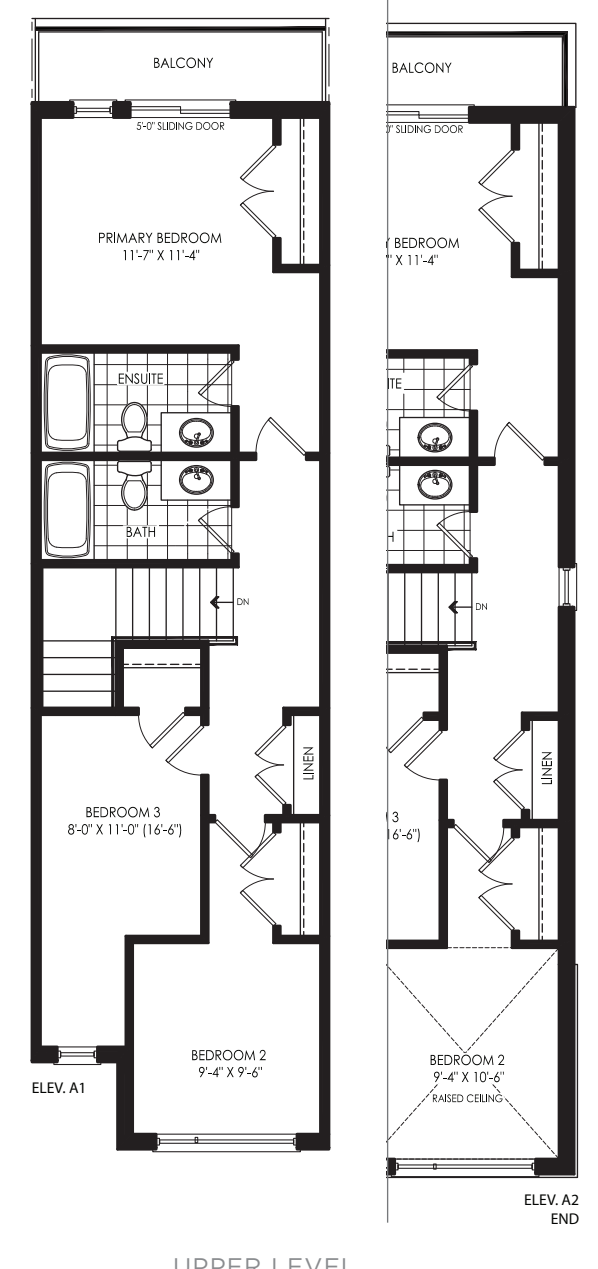 BALCONY
5'-0" SLIDING DOOR
PRIMARY BEDROOM
11'-7" X 11'-4"
ENSUITE
BATH
DN
LINEN
BEDROOM 3
8'-0" X 11'-0" (16'-6")
BEDROOM 2
9'-4" X 9'-6"
ELEV. A1
BALCONY
" SLIDING DOOR
Y BEDROOM
" X 11'-4"
ITE
H
DN
LINEN
3
16'-6")
BEDROOM 2
9'-4" X 10'-6"
RAISED CEILING
ELEV. A2
END
UPPER LEVEL